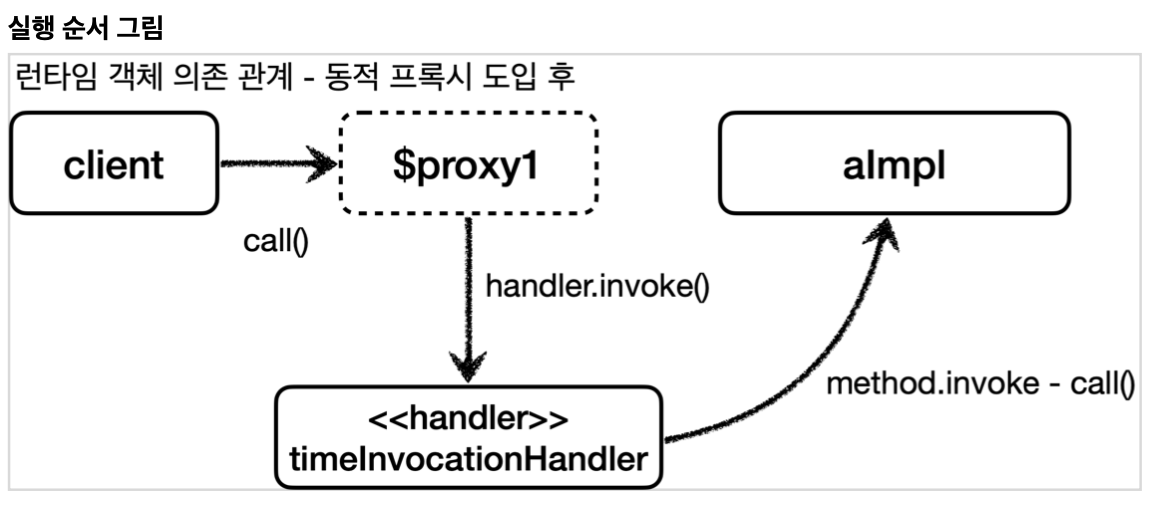 실행 순서 그림
런타임 객체 의존 관계 - 동적 프록시 도입 후
client
$proxy1
aImpl
call()
handler.invoke()
method.invoke - call()
<<handler>>
timeInvocationHandler